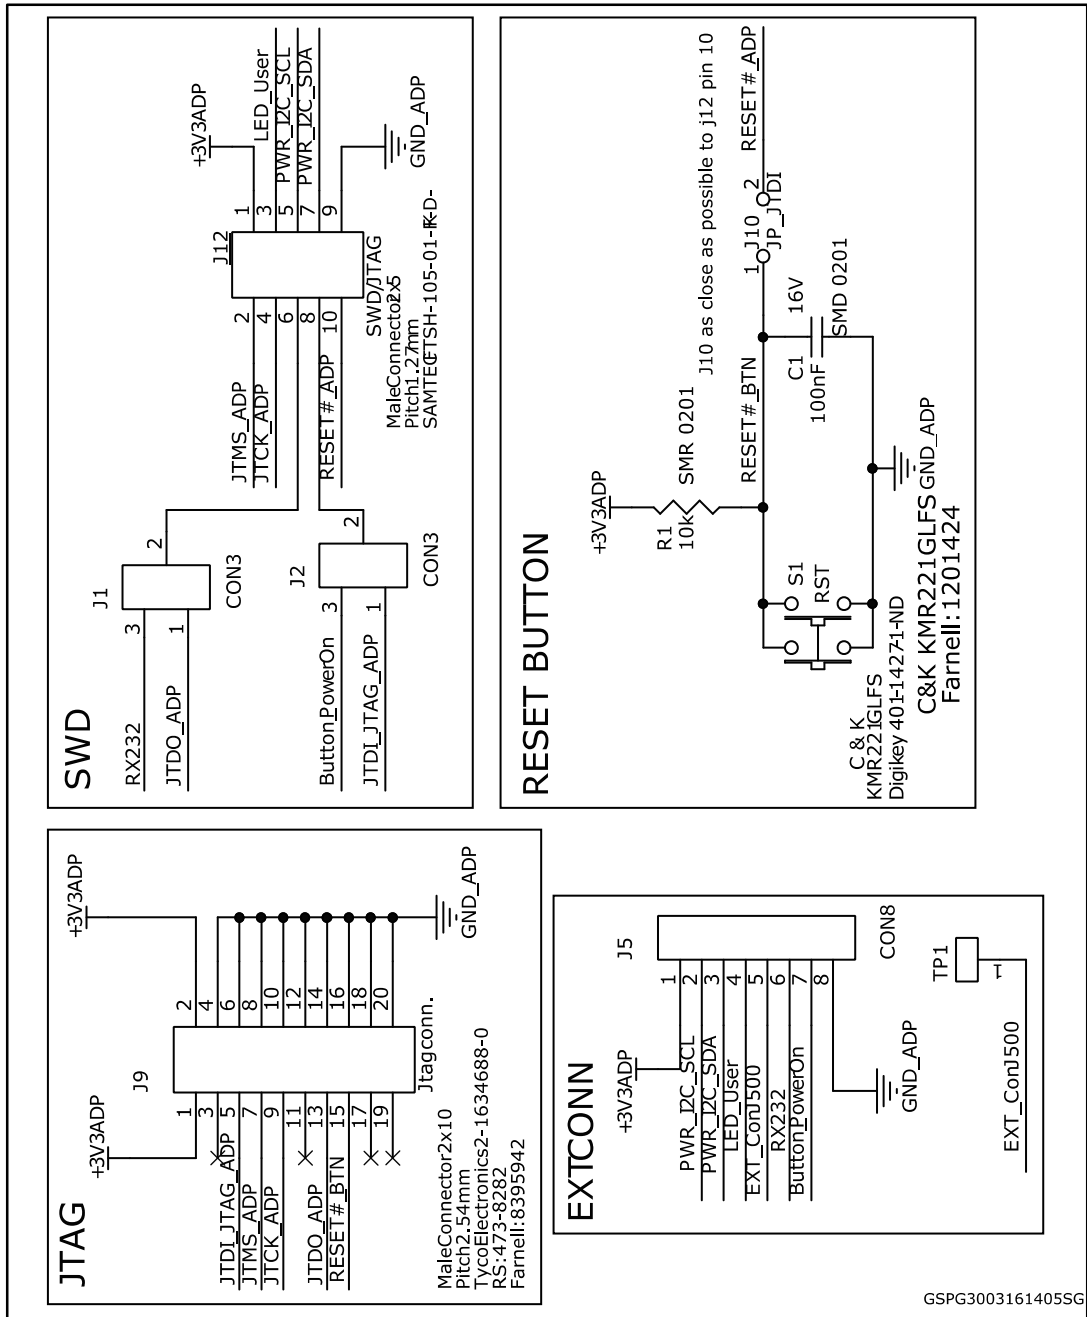 SWD
RX232
3
JTDO_ADP
1
J1
2
CON3
ButtonPowerOn
3
JTDI_JTAG_ADP
1
J2
2
CON3
JTMS_ADP
2
JTCK_ADP
4
6
8
RESET#_ADP
10
J12
1
3
5
7
9
+3V3ADP
LED_User
PWR_I2C_SCL
PWR_I2C_SDA
GND_ADP
SWD/JTAG
MaleConnector2x5
Pitch1.27mm
SAMTECFTSH-105-01-F-D-K
RESET BUTTON
+3V3ADP
R1
10k
SMR 0201
RESET#_BTN
C1
100nF
16V
SMD 0201
J10 as close as possible to j12 pin 10
1
J10
2
JP_JTDI
RESET#_ADP
S1
RST
GND_ADP
C & K
KMR221GLFS
Digikey 401-1427-1-ND
C&K KMR221GLFS
Farnell:1201424
JTAG
+3V3ADP
J9
+3V3ADP
1
3
5
7
9
11
13
15
17
19
2
4
6
8
10
12
14
16
18
20
JTDI_JTAG_ADP
JTMS_ADP
JTCK_ADP
JTDO_ADP
RESET#_BTN
GND_ADP
Jtagconn.
MaleConnector2x10
Pitch2.54mm
TycoElectronics2-1634688-0
RS:473-8282
Farnell:8395942
EXTCONN
+3V3ADP
J5
1
2
3
4
5
6
7
8
CON8
PWR_I2C_SCL
PWR_I2C_SDA
LED_User
EXT_ConJ500
RX232
ButtonPowerOn
GND_ADP
TP1
1
EXT_ConJ500
GSPG3003161405SG